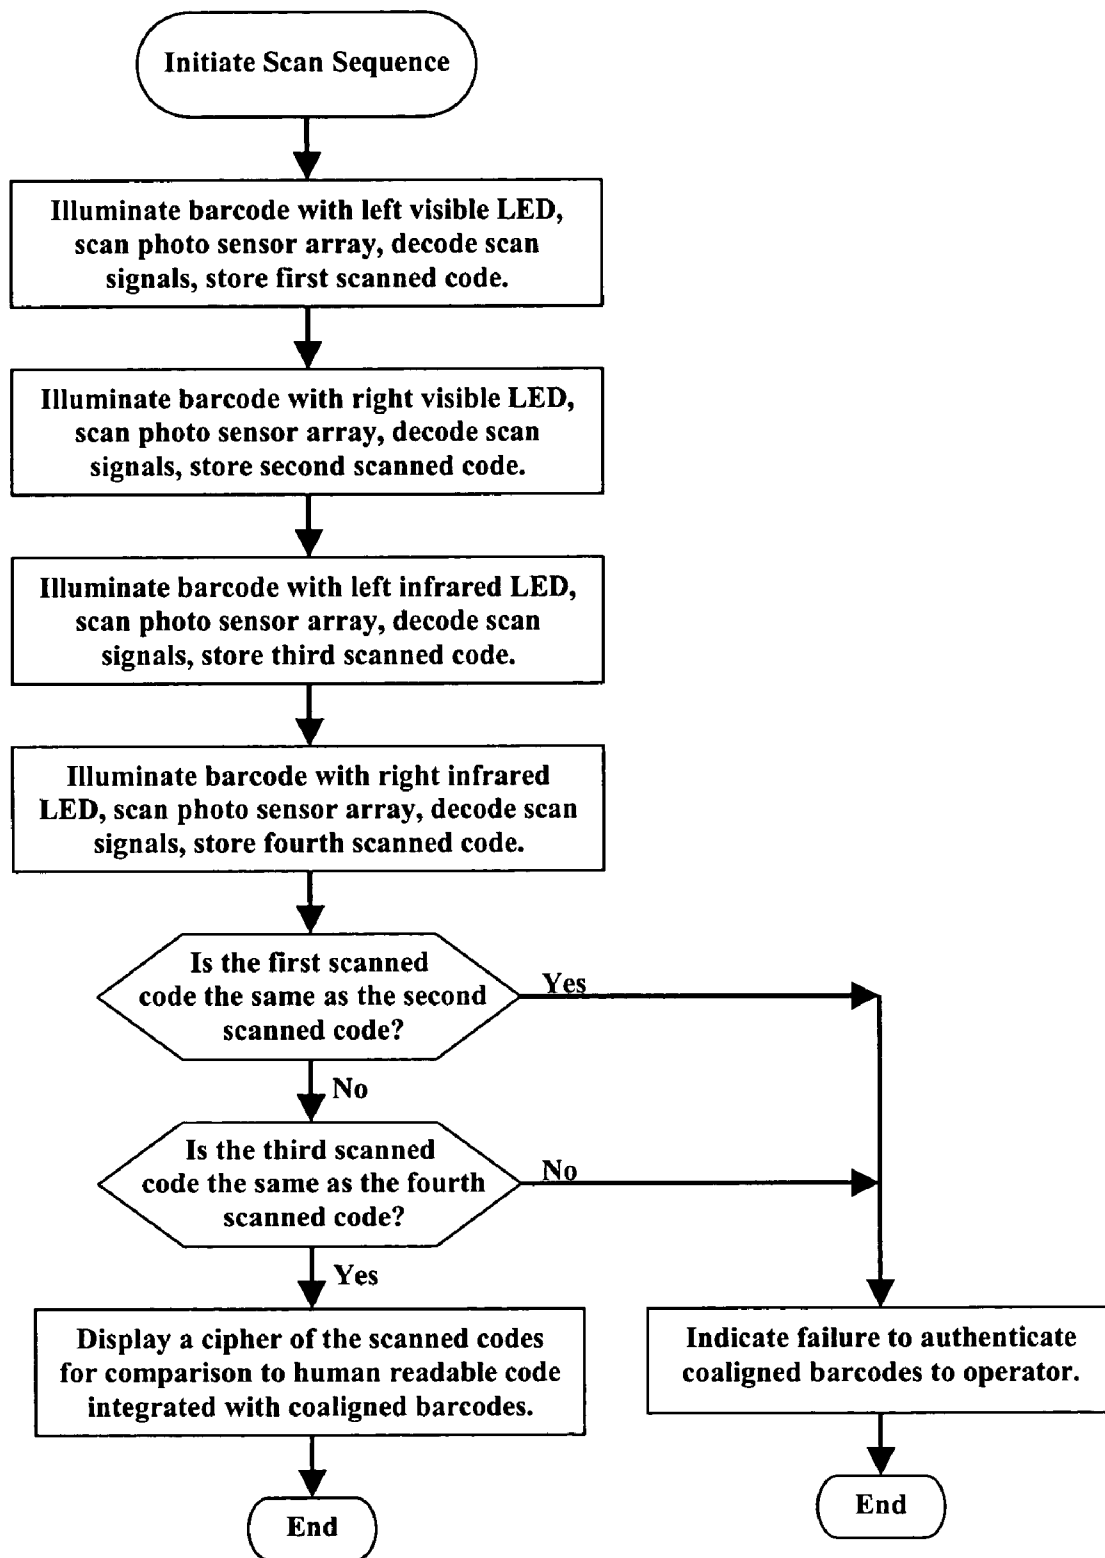 Initiate Scan Sequence
Illuminate barcode with left visible LED,
scan photo sensor array, decode scan
signals, store first scanned code.
Illuminate barcode with right visible LED,
scan photo sensor array, decode scan
signals, store second scanned code.
Illuminate barcode with left infrared LED,
scan photo sensor array, decode scan
signals, store third scanned code.
Illuminate barcode with right infrared
LED, scan photo sensor array, decode scan
signals, store fourth scanned code.
Is the first scanned
code the same as the second
scanned code?
Yes
No
Is the third scanned
code the same as the fourth
scanned code?
No
Yes
Display a cipher of the scanned codes
for comparison to human readable code
integrated with coaligned barcodes.
Indicate failure to authenticate
coaligned barcodes to operator.
End
End